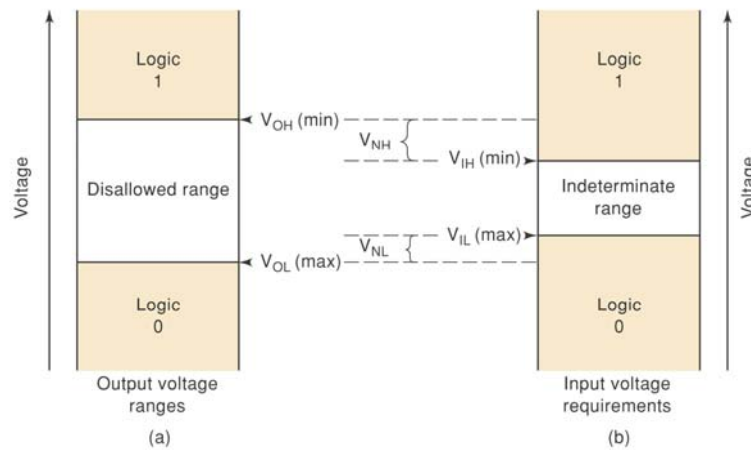 Voltage
Logic
1
Disallowed range
Logic
0
Output voltage
ranges
(a)
V_OH (min)
V_NH
V_IH (min)
V_IL (max)
V_NL
V_OL (max)
Logic
1
Indeterminate
range
Logic
0
Input voltage
requirements
(b)
Voltage